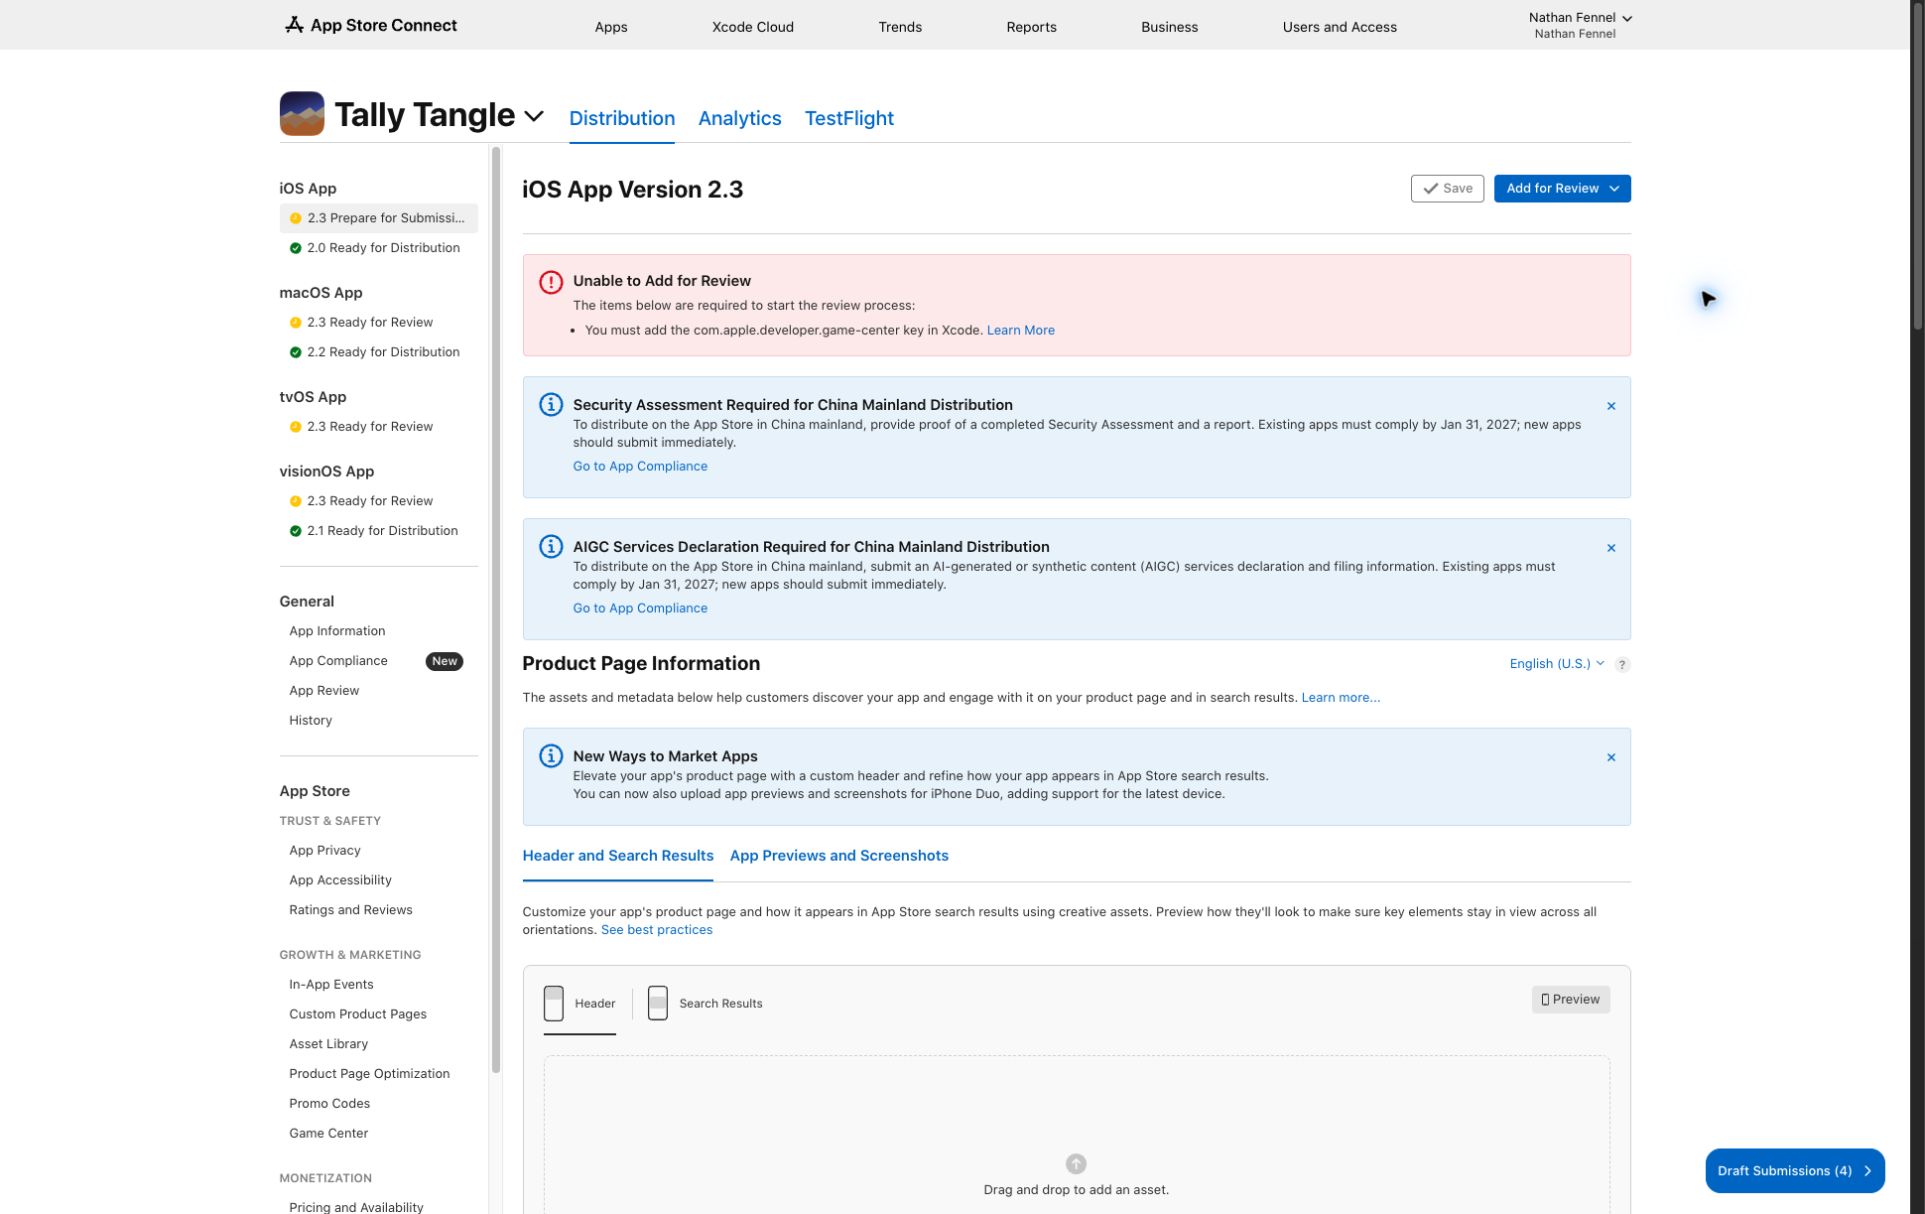 App Store Connect
Apps
Xcode Cloud
Trends
Reports
Business
Users and Access
Nathan Fennel
Nathan Fennel
Tally Tangle
Distribution
Analytics
TestFlight
iOS App
2.3 Prepare for Submissi...
2.0 Ready for Distribution
macOS App
2.3 Ready for Review
2.2 Ready for Distribution
tvOS App
2.3 Ready for Review
visionOS App
2.3 Ready for Review
2.1 Ready for Distribution
General
App Information
App Compliance
New
App Review
History
App Store
TRUST & SAFETY
App Privacy
App Accessibility
Ratings and Reviews
GROWTH & MARKETING
In-App Events
Custom Product Pages
Asset Library
Product Page Optimization
Promo Codes
Game Center
MONETIZATION
Pricing and Availability
iOS App Version 2.3
Save
Add for Review
Unable to Add for Review
The items below are required to start the review process:
• You must add the com.apple.developer.game-center key in Xcode. Learn More
Security Assessment Required for China Mainland Distribution
To distribute on the App Store in China mainland, provide proof of a completed Security Assessment and a report. Existing apps must comply by Jan 31, 2027; new apps
should submit immediately.
Go to App Compliance
AIGC Services Declaration Required for China Mainland Distribution
To distribute on the App Store in China mainland, submit an AI-generated or synthetic content (AIGC) services declaration and filing information. Existing apps must
comply by Jan 31, 2027; new apps should submit immediately.
Go to App Compliance
Product Page Information
English (U.S.)
?
The assets and metadata below help customers discover your app and engage with it on your product page and in search results. Learn more...
New Ways to Market Apps
Elevate your app's product page with a custom header and refine how your app appears in App Store search results.
You can now also upload app previews and screenshots for iPhone Duo, adding support for the latest device.
Header and Search Results
App Previews and Screenshots
Customize your app's product page and how it appears in App Store search results using creative assets. Preview how they'll look to make sure key elements stay in view across all
orientations. See best practices
Header
Search Results
Preview
Drag and drop to add an asset.
Draft Submissions (4)